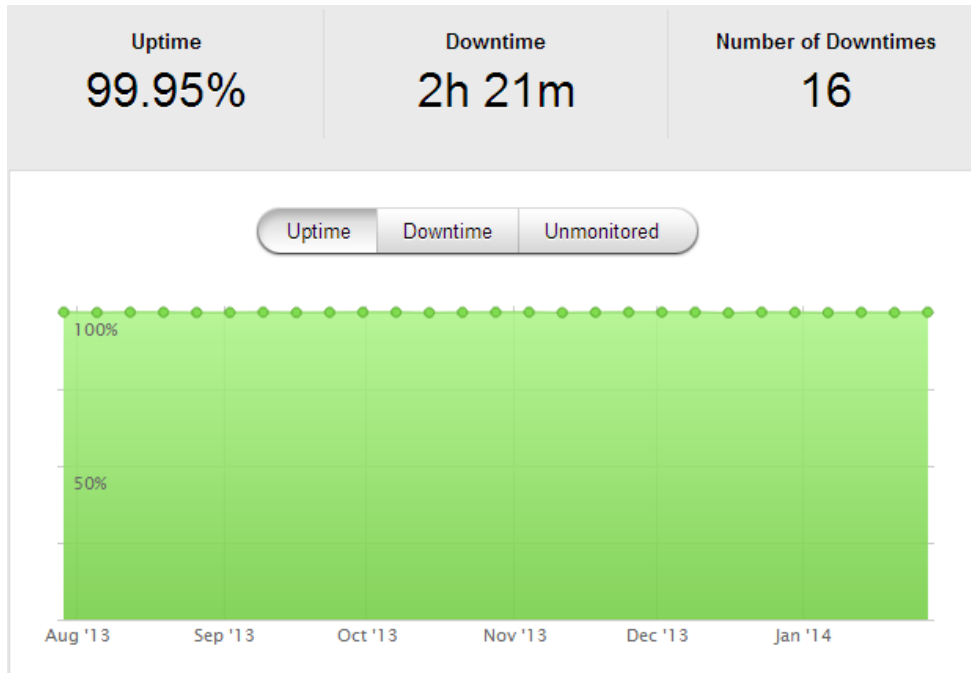 Uptime Downtime Number of Downtimes
99.95% 2h 21m 16
Uptime Downtime Unmonitored
100%
50%
Aug '13 Sep '13 Oct '13 Nov '13 Dec '13 Jan '14